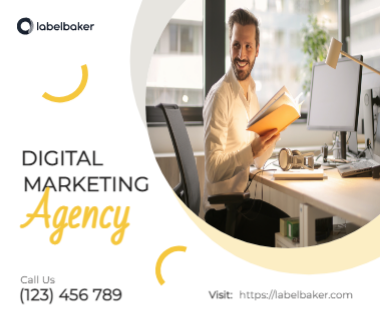 labelbaker
DIGITAL
MARKETING
Agency
Call Us
(123) 456 789
Visit: https://labelbaker.com